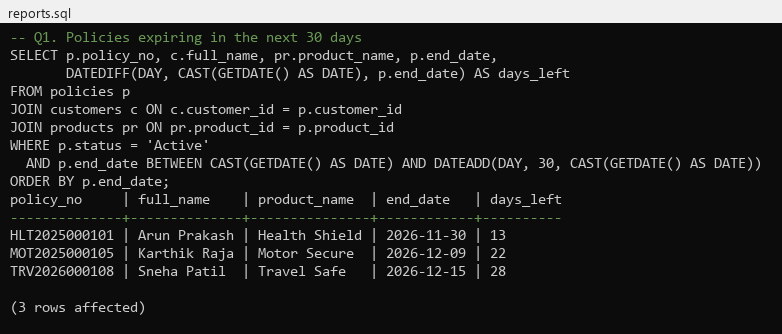 reports.sql
-- Q1. Policies expiring in the next 30 days
SELECT p.policy_no, c.full_name, pr.product_name, p.end_date,
       DATEDIFF(DAY, CAST(GETDATE() AS DATE), p.end_date) AS days_left
FROM policies p
JOIN customers c ON c.customer_id = p.customer_id
JOIN products pr ON pr.product_id = p.product_id
WHERE p.status = 'Active'
  AND p.end_date BETWEEN CAST(GETDATE() AS DATE) AND DATEADD(DAY, 30, CAST(GETDATE() AS DATE))
ORDER BY p.end_date;
policy_no     | full_name    | product_name  | end_date   | days_left
--------------+--------------+---------------+------------+----------
HLT2025000101 | Arun Prakash | Health Shield | 2026-11-30 | 13
MOT2025000105 | Karthik Raja | Motor Secure  | 2026-12-09 | 22
TRV2026000108 | Sneha Patil  | Travel Safe   | 2026-12-15 | 28

(3 rows affected)